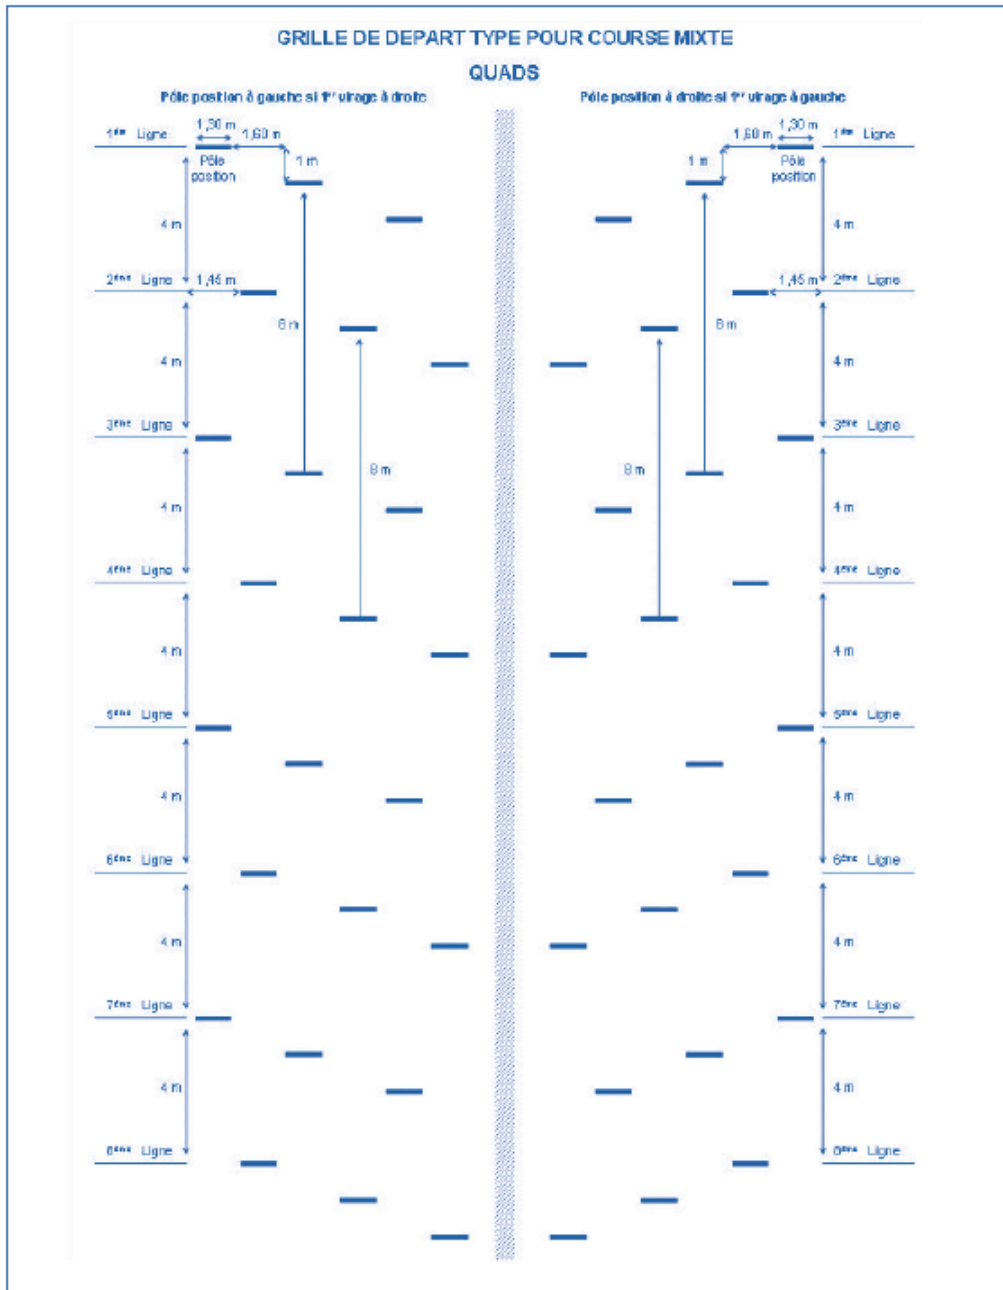 GRILLE DE DEPART TYPE POUR COURSE MIXTE
QUADS
Pôle position à gauche si 1er virage à droite
Pôle position à droite si 1er virage à gauche
1,30 m
1,60 m
1ère Ligne
Pôle position
1 m
4 m
2ème Ligne
1,45 m
8 m
4 m
3ème Ligne
8 m
4 m
4ème Ligne
4 m
5ème Ligne
4 m
6ème Ligne
4 m
7ème Ligne
4 m
8ème Ligne
1,30 m
1,60 m
1ère Ligne
1 m
Pôle position
4 m
1,45 m
2ème Ligne
8 m
4 m
3ème Ligne
8 m
4 m
4ème Ligne
4 m
5ème Ligne
4 m
6ème Ligne
4 m
7ème Ligne
4 m
8ème Ligne